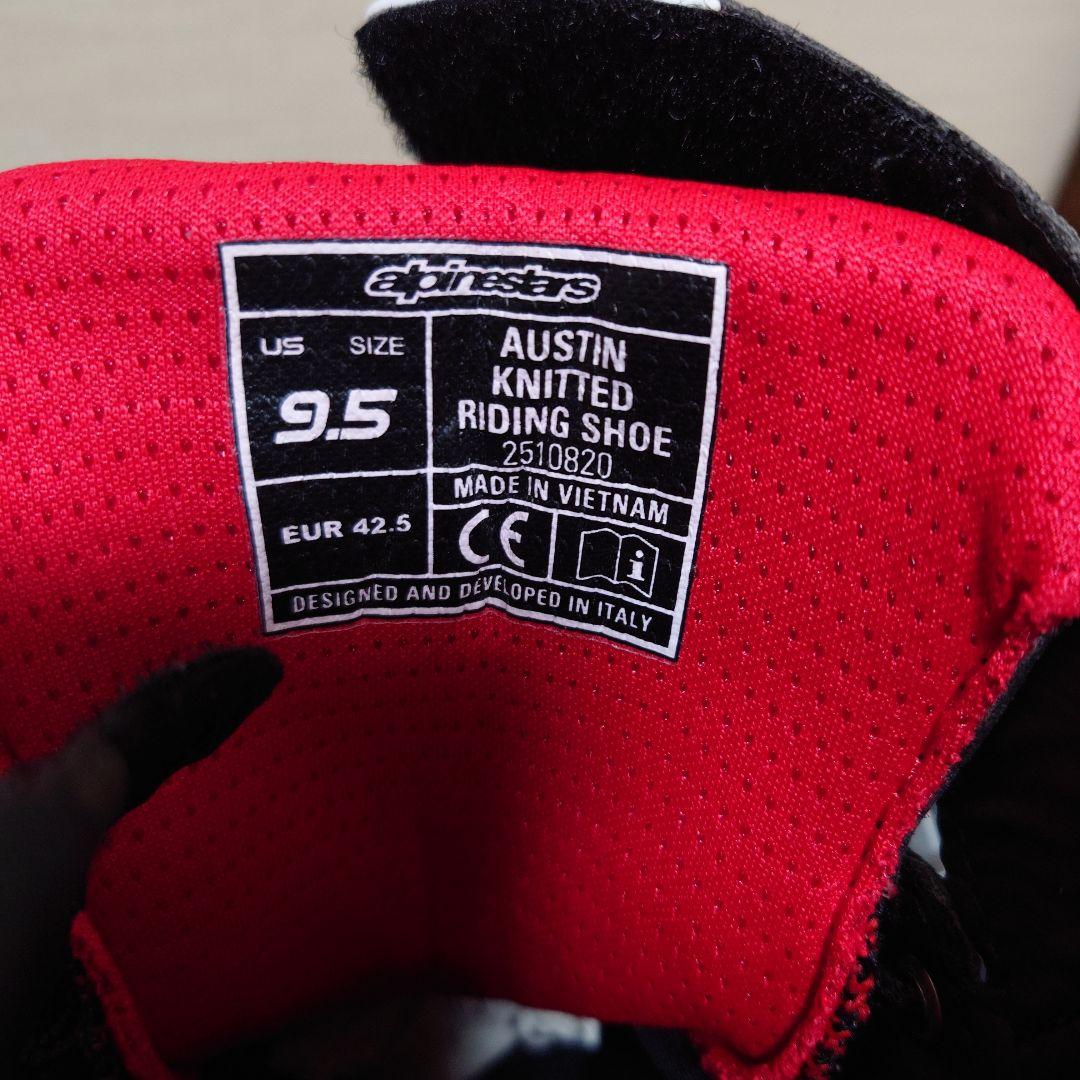 alpinestars
US SIZE
9.5
AUSTIN
KNITTED
RIDING SHOE
2510820
MADE IN VIETNAM
EUR 42.5
CE
i
DESIGNED AND DEVELOPED IN ITALY